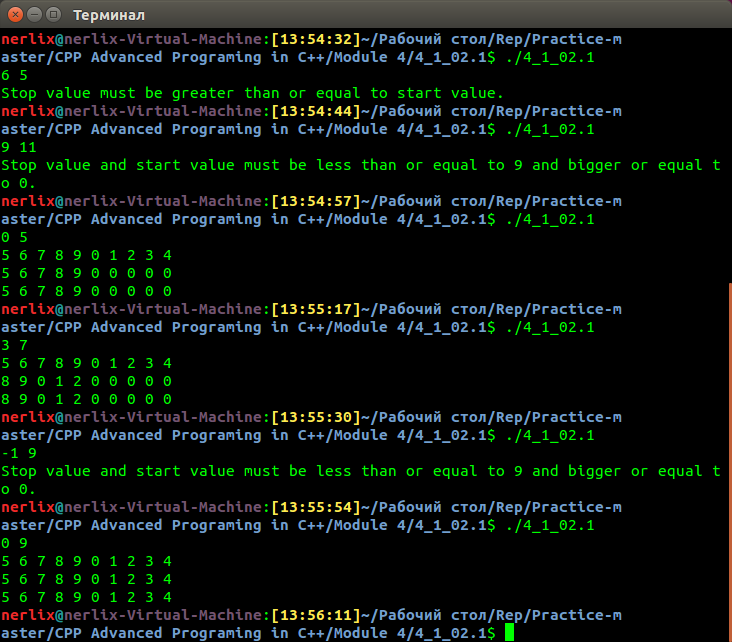 Терминал
nerlix@nerlix-Virtual-Machine:[13:54:32]~/Рабочий стол/Rep/Practice-m
aster/CPP Advanced Programing in C++/Module 4/4_1_02.1$ ./4_1_02.1
6 5
Stop value must be greater than or equal to start value.
nerlix@nerlix-Virtual-Machine:[13:54:44]~/Рабочий стол/Rep/Practice-m
aster/CPP Advanced Programing in C++/Module 4/4_1_02.1$ ./4_1_02.1
9 11
Stop value and start value must be less than or equal to 9 and bigger or equal t
o 0.
nerlix@nerlix-Virtual-Machine:[13:54:57]~/Рабочий стол/Rep/Practice-m
aster/CPP Advanced Programing in C++/Module 4/4_1_02.1$ ./4_1_02.1
0 5
5 6 7 8 9 0 1 2 3 4
5 6 7 8 9 0 0 0 0 0
5 6 7 8 9 0 0 0 0 0
nerlix@nerlix-Virtual-Machine:[13:55:17]~/Рабочий стол/Rep/Practice-m
aster/CPP Advanced Programing in C++/Module 4/4_1_02.1$ ./4_1_02.1
3 7
5 6 7 8 9 0 1 2 3 4
8 9 0 1 2 0 0 0 0 0
8 9 0 1 2 0 0 0 0 0
nerlix@nerlix-Virtual-Machine:[13:55:30]~/Рабочий стол/Rep/Practice-m
aster/CPP Advanced Programing in C++/Module 4/4_1_02.1$ ./4_1_02.1
-1 9
Stop value and start value must be less than or equal to 9 and bigger or equal t
o 0.
nerlix@nerlix-Virtual-Machine:[13:55:54]~/Рабочий стол/Rep/Practice-m
aster/CPP Advanced Programing in C++/Module 4/4_1_02.1$ ./4_1_02.1
0 9
5 6 7 8 9 0 1 2 3 4
5 6 7 8 9 0 1 2 3 4
5 6 7 8 9 0 1 2 3 4
nerlix@nerlix-Virtual-Machine:[13:56:11]~/Рабочий стол/Rep/Practice-m
aster/CPP Advanced Programing in C++/Module 4/4_1_02.1$